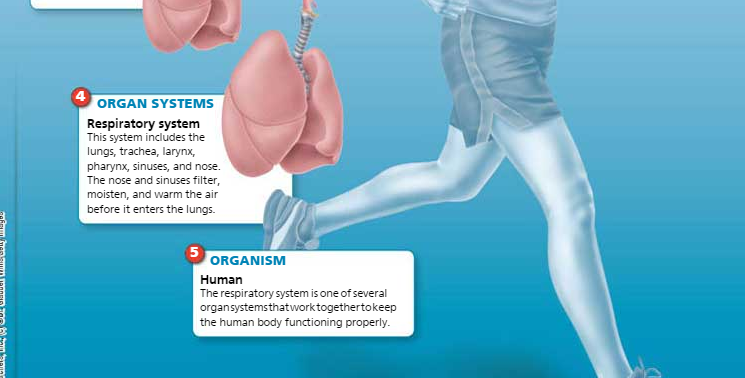 4
ORGAN SYSTEMS
Respiratory system
This system includes the
lungs, trachea, larynx,
pharynx, sinuses, and nose.
The nose and sinuses filter,
moisten, and warm the air
before it enters the lungs.
5
ORGANISM
Human
The respiratory system is one of several
organ systems that work together to keep
the human body functioning properly.